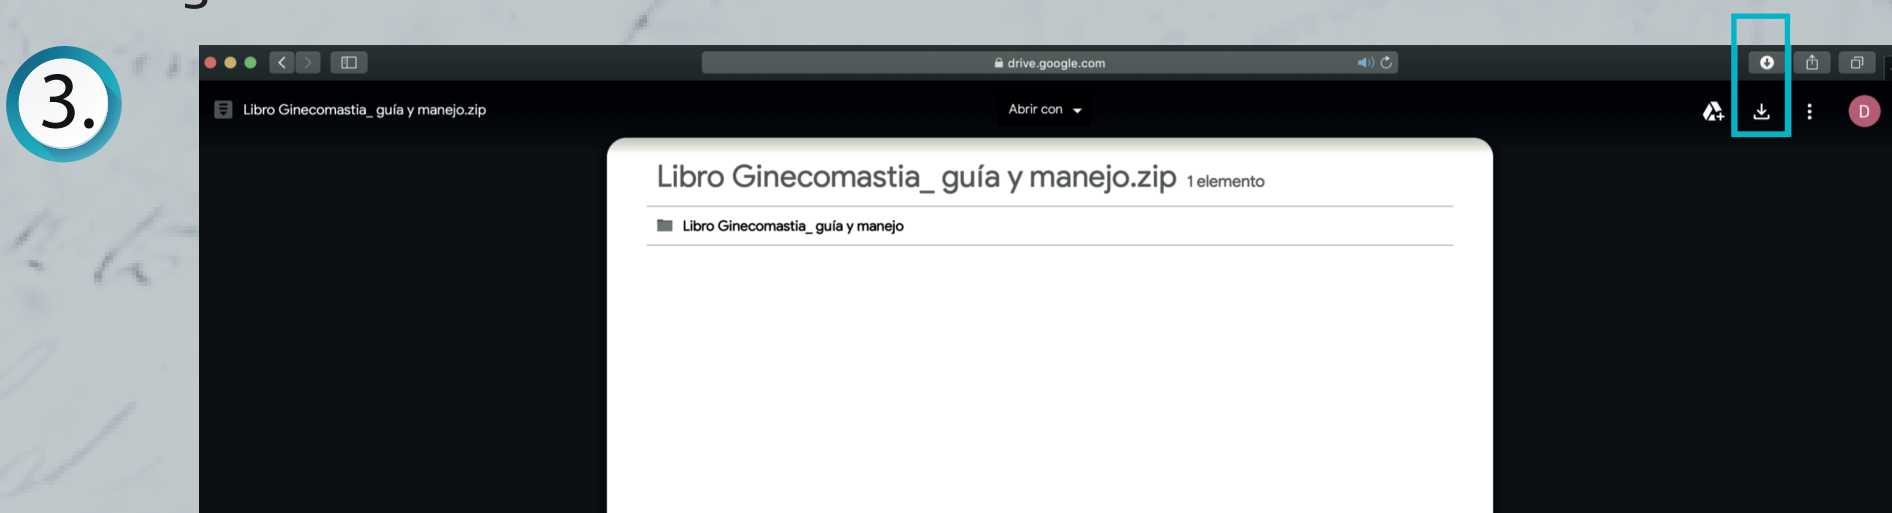 3.
drive.google.com
Libro Ginecomastia_ guía y manejo.zip
Abrir con
D
Libro Ginecomastia_ guía y manejo.zip 1 elemento
Libro Ginecomastia_ guía y manejo